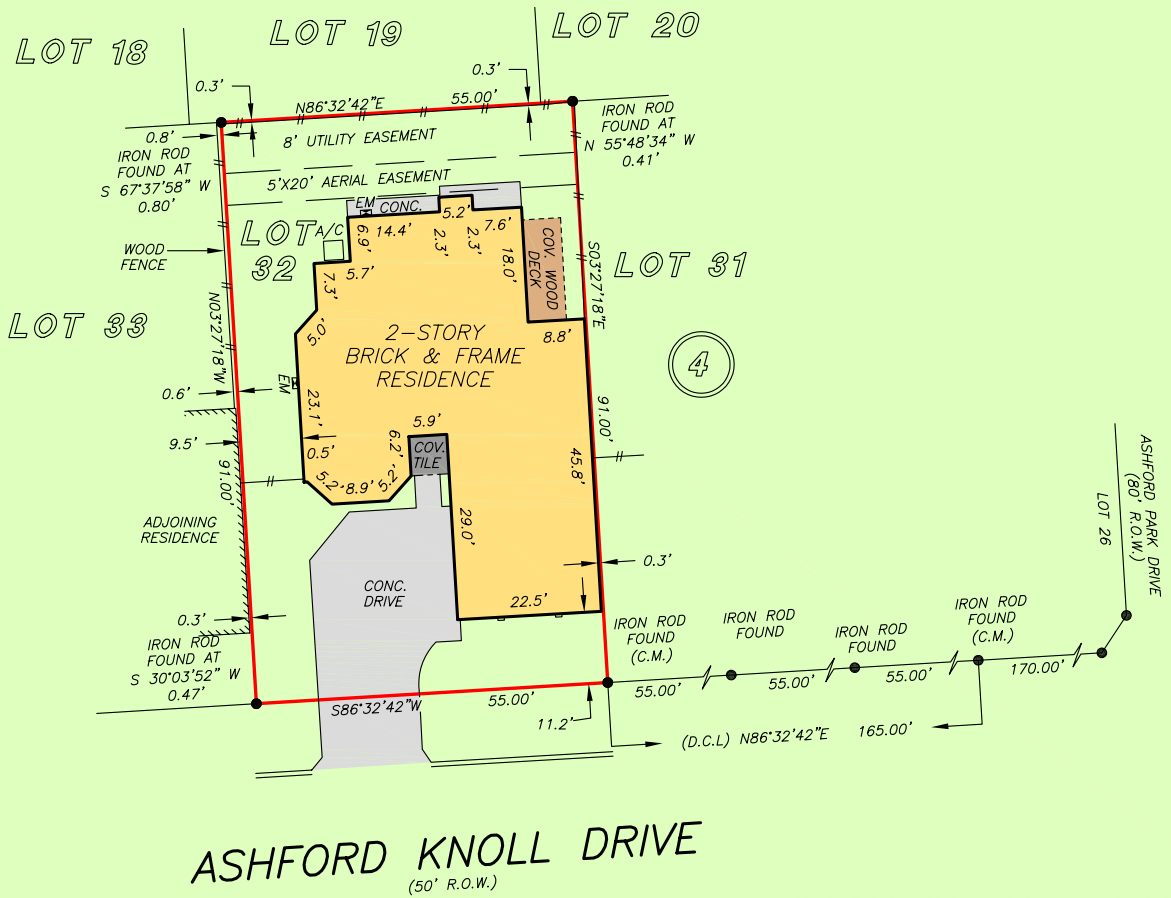 LOT 18
LOT 19
LOT 20
0.3'
0.3'
N86°32'42"E
55.00'
0.8'
IRON ROD
FOUND AT
S 67°37'58" W
0.80'
IRON ROD
FOUND AT
N 55°48'34" W
0.41'
8' UTILITY EASEMENT
5'X20' AERIAL EASEMENT
EM
CONC.
5.2'
7.6'
14.4'
6.9'
2.3'
2.3'
18.0'
LOT
32
A/C
5.7'
7.3'
WOOD
FENCE
COV. WOOD
DECK
S03°27'18"E
LOT 31
LOT 33
N03°27'18"W
5.0'
2-STORY
BRICK & FRAME
RESIDENCE
8.8'
4
EM
0.6'
23.1'
91.00'
5.9'
6.2'
COV.
TILE
9.5'
0.5'
45.8'
91.00'
5.2'
8.9'
5.2'
29.0'
ADJOINING
RESIDENCE
CONC.
DRIVE
0.3'
22.5'
0.3'
IRON ROD
FOUND AT
S 30°03'52" W
0.47'
S86°32'42"W
55.00'
11.2'
IRON ROD
FOUND
(C.M.)
IRON ROD
FOUND
IRON ROD
FOUND
IRON ROD
FOUND
(C.M.)
55.00'
55.00'
55.00'
170.00'
LOT 26
ASHFORD PARK DRIVE
(80' R.O.W.)
(D.C.L) N86°32'42"E 165.00'
ASHFORD KNOLL DRIVE
(50' R.O.W.)